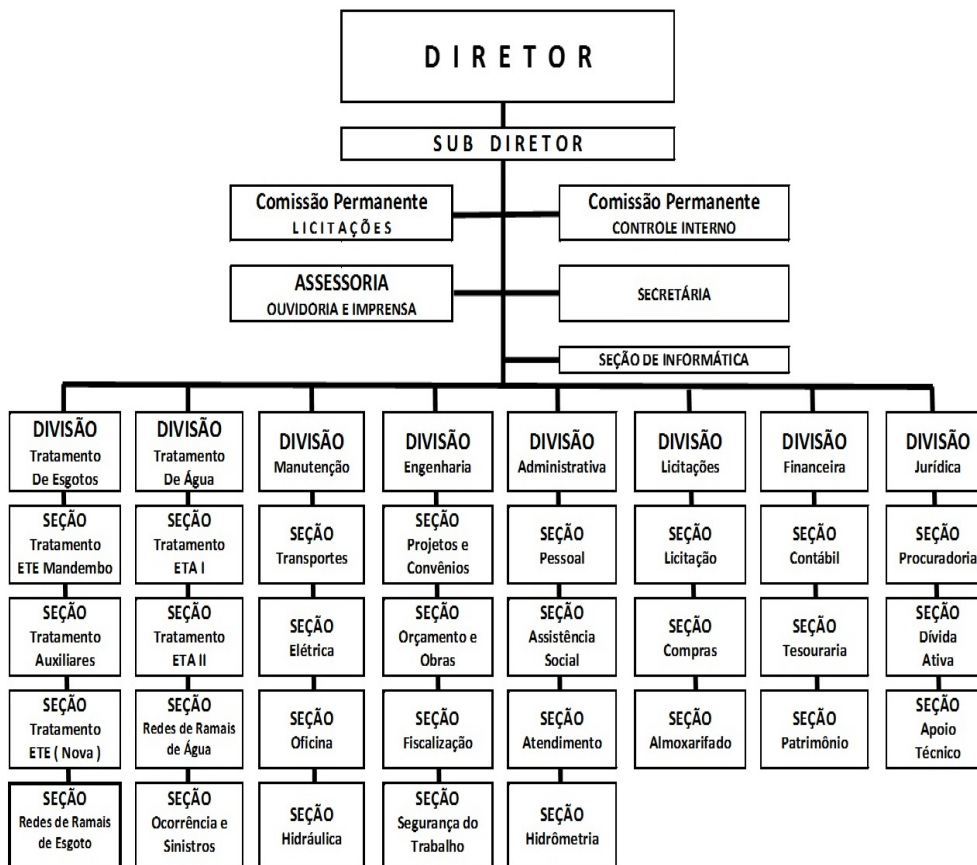 DIRETOR
SUB DIRETOR
Comissão Permanente
LICITAÇÕES
Comissão Permanente
CONTROLE INTERNO
ASSESSORIA
OUVIDORIA E IMPRENSA
SECRETÁRIA
SEÇÃO DE INFORMÁTICA
DIVISÃO
Tratamento
De Esgotos
DIVISÃO
Tratamento
De Água
DIVISÃO
Manutenção
DIVISÃO
Engenharia
DIVISÃO
Administrativa
DIVISÃO
Licitações
DIVISÃO
Financeira
DIVISÃO
Jurídica
SEÇÃO
Tratamento
ETE Mandembo
SEÇÃO
Tratamento
ETA I
SEÇÃO
Transportes
SEÇÃO
Projetos e
Convênios
SEÇÃO
Pessoal
SEÇÃO
Licitação
SEÇÃO
Contábil
SEÇÃO
Procuradoria
SEÇÃO
Tratamento
Auxiliares
SEÇÃO
Tratamento
ETA II
SEÇÃO
Elétrica
SEÇÃO
Orçamento e
Obras
SEÇÃO
Assistência
Social
SEÇÃO
Compras
SEÇÃO
Tesouraria
SEÇÃO
Dívida
Ativa
SEÇÃO
Tratamento
ETE ( Nova )
SEÇÃO
Redes de Ramais
de Água
SEÇÃO
Oficina
SEÇÃO
Fiscalização
SEÇÃO
Atendimento
SEÇÃO
Almoxarifado
SEÇÃO
Patrimônio
SEÇÃO
Apoio
Técnico
SEÇÃO
Redes de Ramais
de Esgoto
SEÇÃO
Ocorrência e
Sinistros
SEÇÃO
Hidráulica
SEÇÃO
Segurança do
Trabalho
SEÇÃO
Hidrômetria